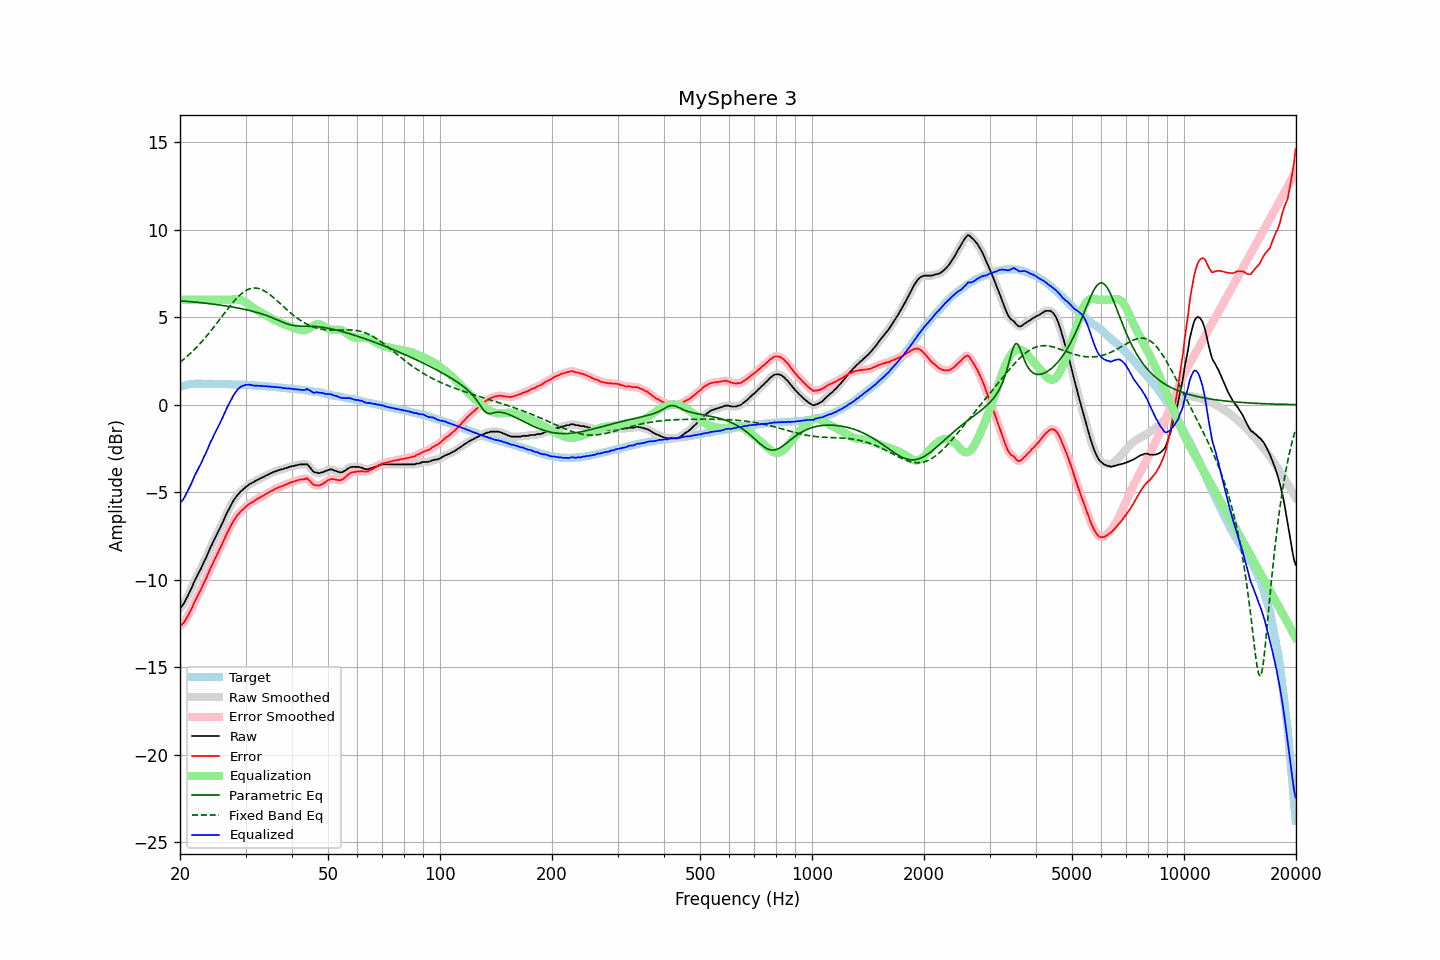 MySphere 3
15
10
5
0
−5
−10
−15
−20
−25
Amplitude (dBr)
Target
Raw Smoothed
Error Smoothed
Raw
Error
Equalization
Parametric Eq
Fixed Band Eq
Equalized
20 50 100 200 500 1000 2000 5000 10000 20000
Frequency (Hz)